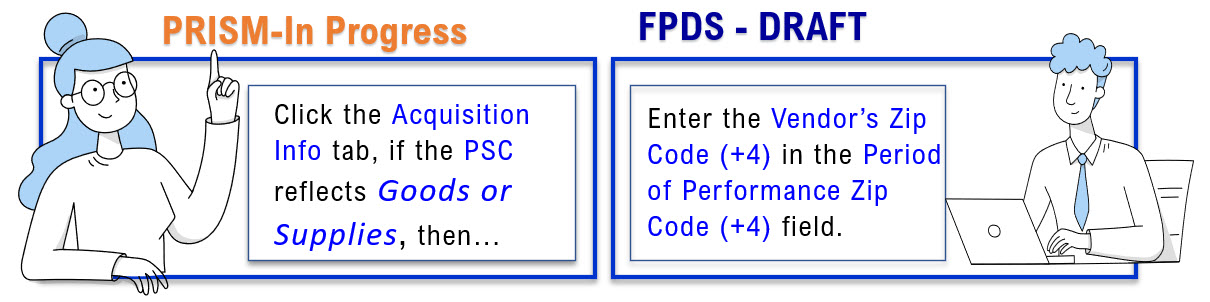 PRISM-In Progress
Click the Acquisition
Info tab, if the PSC
reflects Goods or
Supplies, then...
FPDS - DRAFT
Enter the Vendor’s Zip
Code (+4) in the Period
of Performance Zip
Code (+4) field.